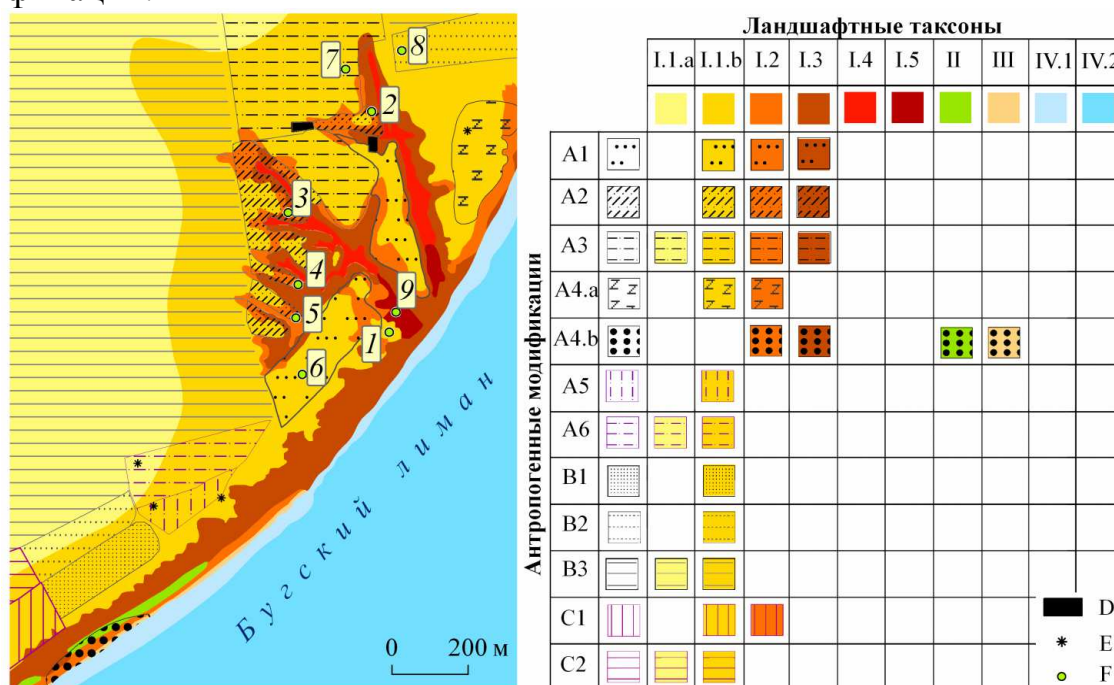 Ландшафтные таксоны
I.1.a I.1.b I.2 I.3 I.4 I.5 II III IV.1 IV.2
Антропогенные модификации
A1
A2
A3
A4.a
A4.b
A5
A6
B1
B2
B3
C1
C2
D
E
F
7
8
2
3
4
5
9
1
6
Бугский лиман
0 200 м